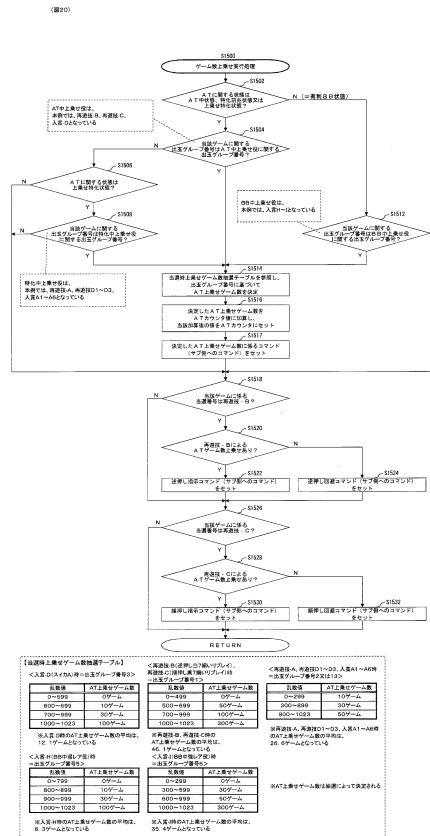 (図20)
S1500
ゲーム数上乗せ実行処理
S1502
ATに関する状態は
AT中状態、特化前兆状態又は
上乗せ特化状態?
N (=有利BB状態)
Y
AT中上乗せ役は、
本例では、再遊技-B、再遊技-C、
入賞-Dとなっている
S1504
当該ゲームに関する
出玉グループ番号はAT中上乗せ役に関する
出玉グループ番号?
N
Y
S1506
ATに関する状態は
上乗せ特化状態?
N
Y
BB中上乗せ役は、
本例では、入賞H~Iとなっている
S1508
当該ゲームに関する
出玉グループ番号は特化中上乗せ役
に関する出玉グループ番号?
N
Y
S1512
当該ゲームに関する
出玉グループ番号はBB中上乗せ役
に関する出玉グループ番号?
N
Y
特化中上乗せ役は、
本例では、再遊技-A、再遊技D1~D3、
入賞A1~A6となっている
S1514
当選時上乗せゲーム数抽選テーブルを参照し、
出玉グループ番号に基づいて
AT上乗せゲーム数を決定
S1516
決定したAT上乗せゲーム数を
ATカウンタ値に加算し、
当該加算後の値をATカウンタにセット
S1517
決定したAT上乗せゲーム数に係るコマンド
(サブ側へのコマンド)をセット
S1518
当該ゲームに係る
当選番号は再遊技-B?
N
Y
S1520
再遊技-Bによる
ATゲーム数上乗せあり?
N
Y
S1522
逆押し指示コマンド(サブ側へのコマンド)
をセット
S1524
逆押し回避コマンド(サブ側へのコマンド)
をセット
S1526
当該ゲームに係る
当選番号は再遊技-C?
N
Y
S1528
再遊技-Cによる
ATゲーム数上乗せあり?
N
Y
S1530
順押し指示コマンド(サブ側へのコマンド)
をセット
S1532
順押し回避コマンド(サブ側へのコマンド)
をセット
RETURN
【当選時上乗せゲーム数抽選テーブル】
<入賞-D(スイカA)時=出玉グループ番号3>
乱数値 AT上乗せゲーム数
0~599 0ゲーム
600~699 10ゲーム
700~999 30ゲーム
1000~1023 100ゲーム
※入賞-D時のAT上乗せゲーム数の平均は、
12.1ゲームとなっている
<入賞-H(BB中弱レア役)時
=出玉グループ番号5>
乱数値 AT上乗せゲーム数
0~799 0ゲーム
800~899 10ゲーム
900~999 30ゲーム
1000~1023 100ゲーム
※入賞-H時のAT上乗せゲーム数の平均は、
6.3ゲームとなっている
<再遊技-B(逆押し白7揃いリプレイ)、
再遊技-C(順押し黒7揃いリプレイ)時
=出玉グループ番号1>
乱数値 AT上乗せゲーム数
0~499 0ゲーム
500~699 50ゲーム
700~999 100ゲーム
1000~1023 300ゲーム
※再遊技-B、再遊技-C時の
AT上乗せゲーム数の平均は、
46.1ゲームとなっている
<入賞-I(BB中強レア役)時
=出玉グループ番号6>
乱数値 AT上乗せゲーム数
0~299 0ゲーム
300~599 30ゲーム
600~999 50ゲーム
1000~1023 300ゲーム
※入賞-I時のAT上乗せゲーム数の平均は、
35.4ゲームとなっている
<再遊技-A、再遊技D1~D3、入賞A1~A6時
=出玉グループ番号2又は13>
乱数値 AT上乗せゲーム数
0~299 10ゲーム
300~899 30ゲーム
900~1023 50ゲーム
※再遊技-A、再遊技D1~D3、入賞A1~A6時
のAT上乗せゲーム数の平均は、
26.6ゲームとなっている
※AT上乗せゲーム数は抽選によって決定される